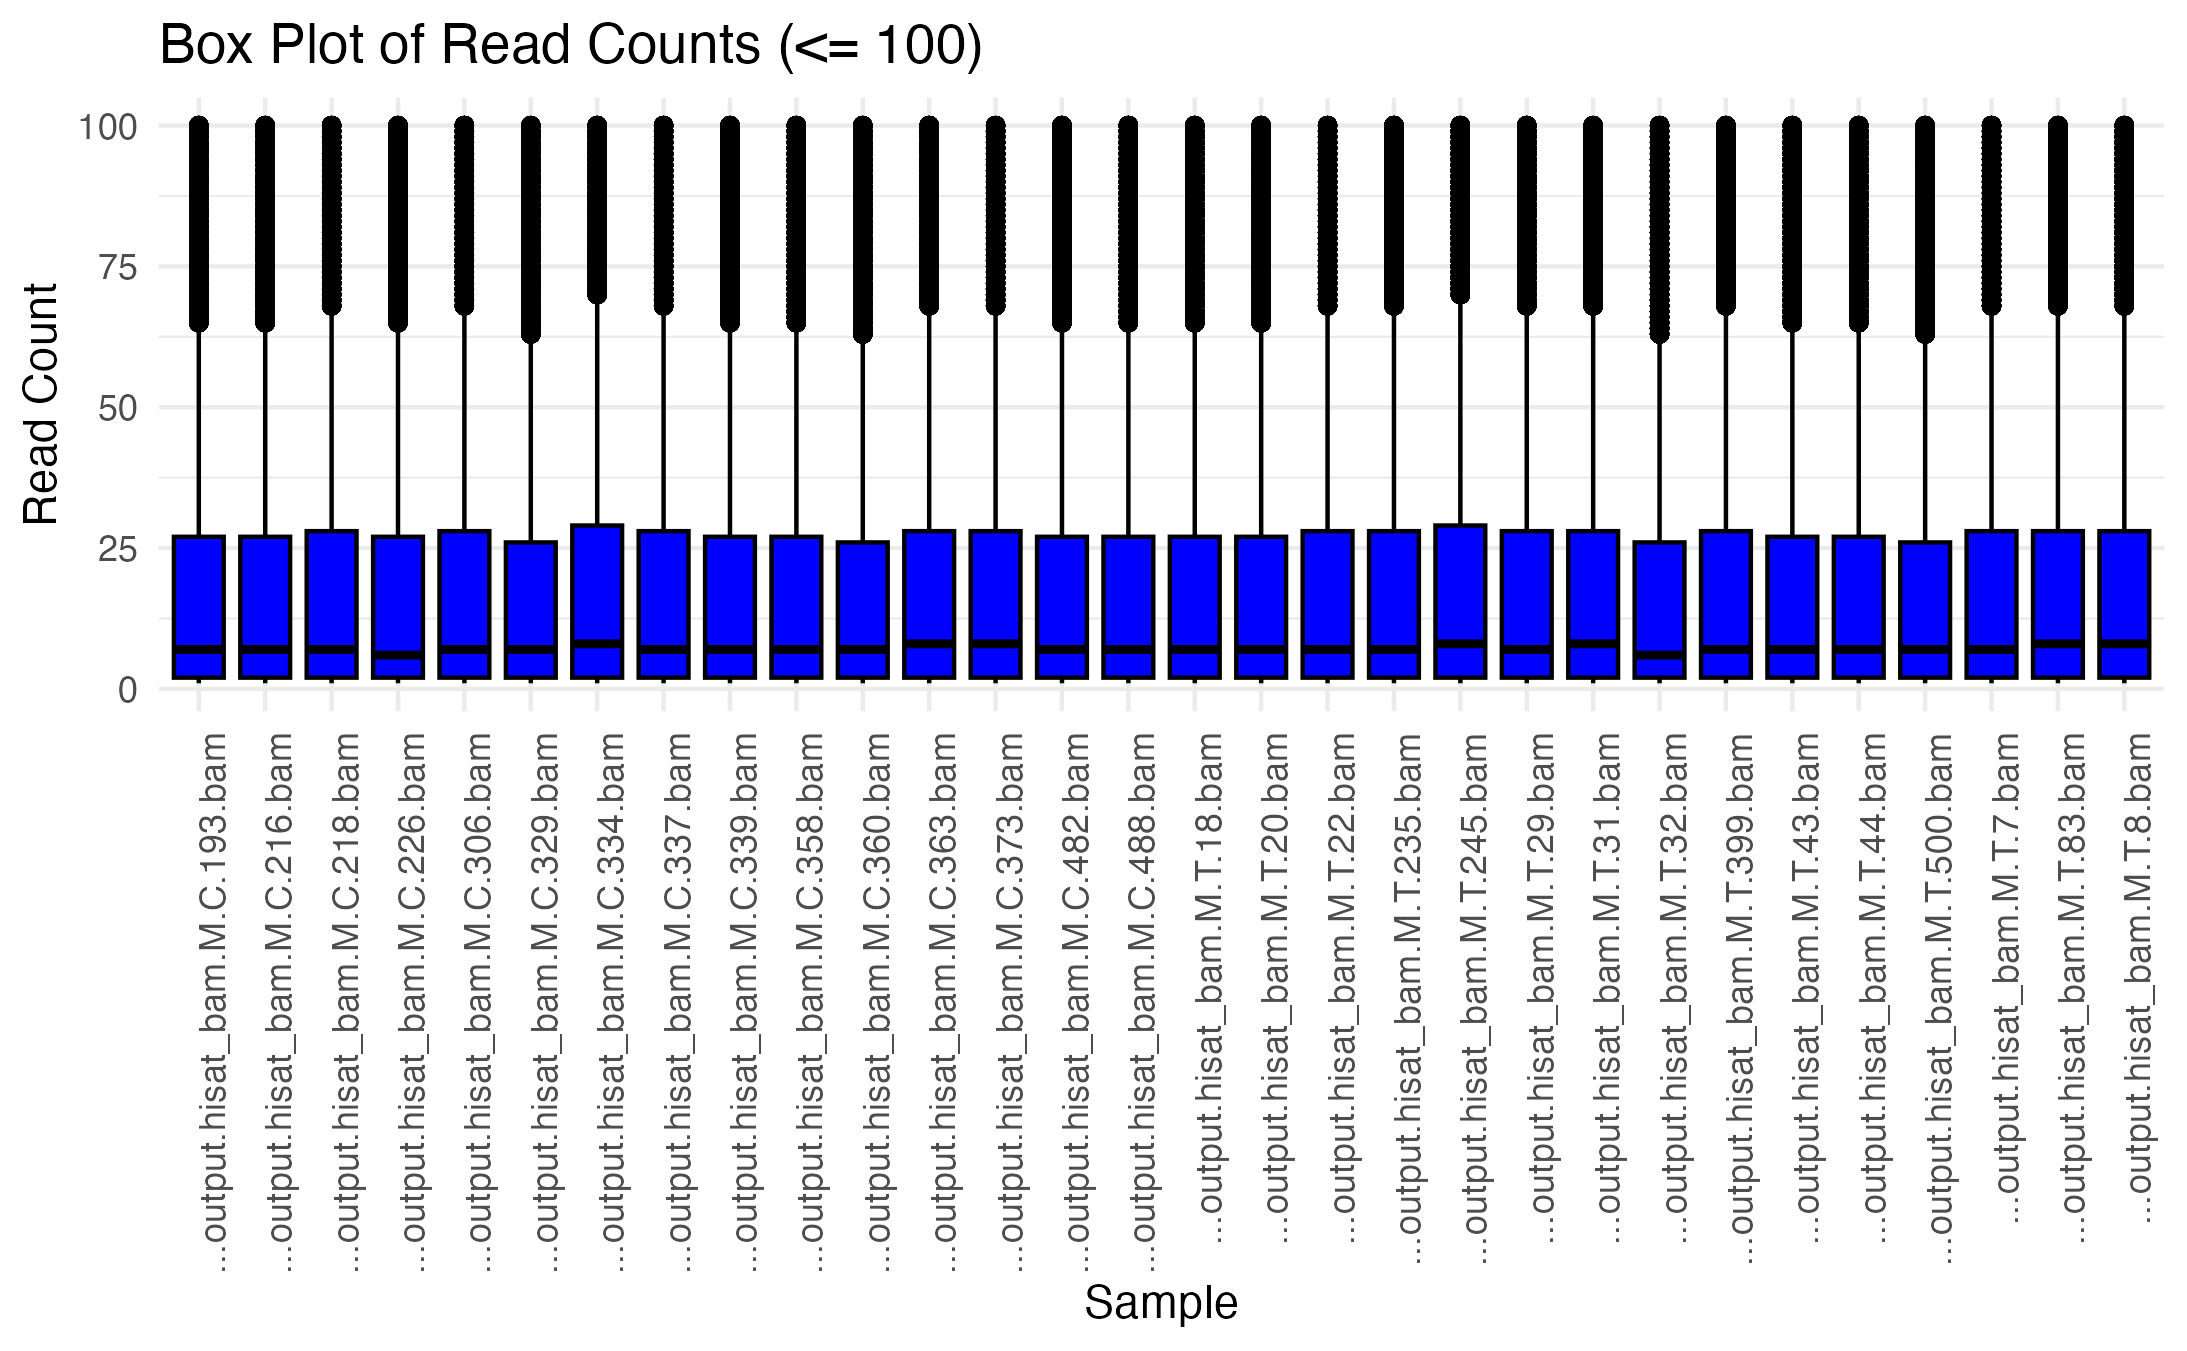 Box Plot of Read Counts (<= 100)
Read Count
100
75
50
25
0
...output.hisat_bam.M.C.193.bam
...output.hisat_bam.M.C.216.bam
...output.hisat_bam.M.C.218.bam
...output.hisat_bam.M.C.226.bam
...output.hisat_bam.M.C.306.bam
...output.hisat_bam.M.C.329.bam
...output.hisat_bam.M.C.334.bam
...output.hisat_bam.M.C.337.bam
...output.hisat_bam.M.C.339.bam
...output.hisat_bam.M.C.358.bam
...output.hisat_bam.M.C.360.bam
...output.hisat_bam.M.C.363.bam
...output.hisat_bam.M.C.373.bam
...output.hisat_bam.M.C.482.bam
...output.hisat_bam.M.C.488.bam
...output.hisat_bam.M.T.18.bam
...output.hisat_bam.M.T.20.bam
...output.hisat_bam.M.T.22.bam
...output.hisat_bam.M.T.235.bam
...output.hisat_bam.M.T.245.bam
...output.hisat_bam.M.T.29.bam
...output.hisat_bam.M.T.31.bam
...output.hisat_bam.M.T.32.bam
...output.hisat_bam.M.T.399.bam
...output.hisat_bam.M.T.43.bam
...output.hisat_bam.M.T.44.bam
...output.hisat_bam.M.T.500.bam
...output.hisat_bam.M.T.7.bam
...output.hisat_bam.M.T.83.bam
...output.hisat_bam.M.T.8.bam
Sample